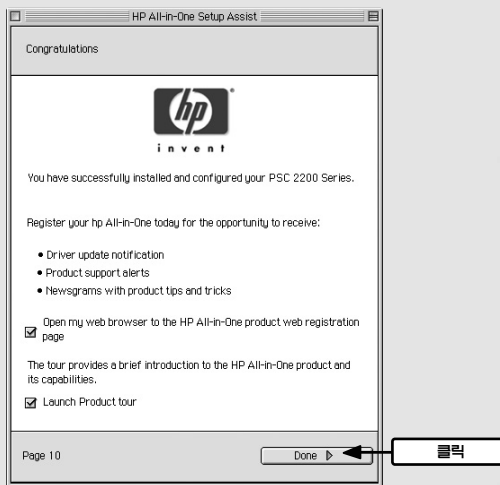 HP All-in-One Setup Assist
Congratulations
hp
invent
You have successfully installed and configured your PSC 2200 Series.
Register your hp All-in-One today for the opportunity to receive:
• Driver update notification
• Product support alerts
• Newsgrams with product tips and tricks
Open my web browser to the HP All-in-One product web registration
page
The tour provides a brief introduction to the HP All-in-One product and
its capabilities.
Launch Product tour
Page 10
Done
클릭